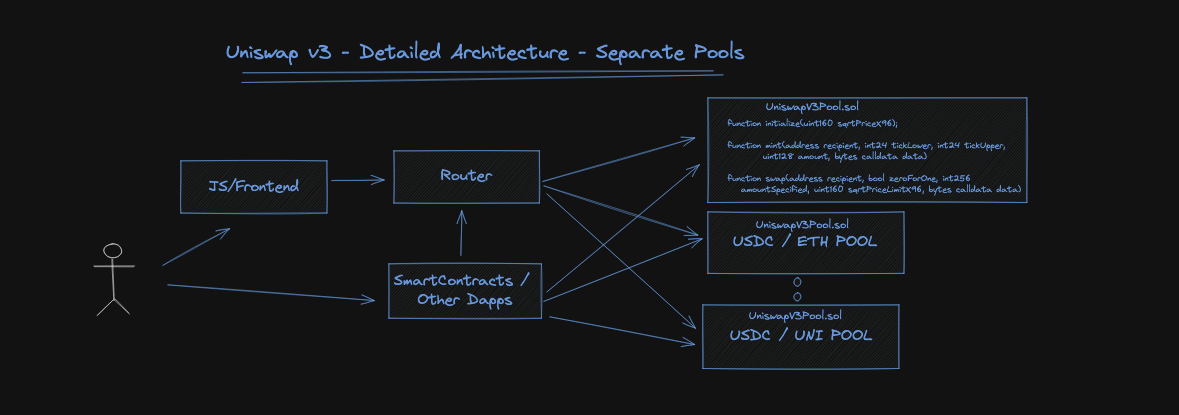 Uniswap v3 - Detailed Architecture - Separate Pools
UniswapV3Pool.sol
function initialize(uint160 sqrtPriceX96);
function mint(address recipient, int24 tickLower, int24 tickUpper,
uint128 amount, bytes calldata data)
function swap(address recipient, bool zeroForOne, int256
amountSpecified, uint160 sqrtPriceLimitX96, bytes calldata data)
JS/Frontend
Router
UniswapV3Pool.sol
USDC / ETH POOL
SmartContracts /
Other Dapps
UniswapV3Pool.sol
USDC / UNI POOL